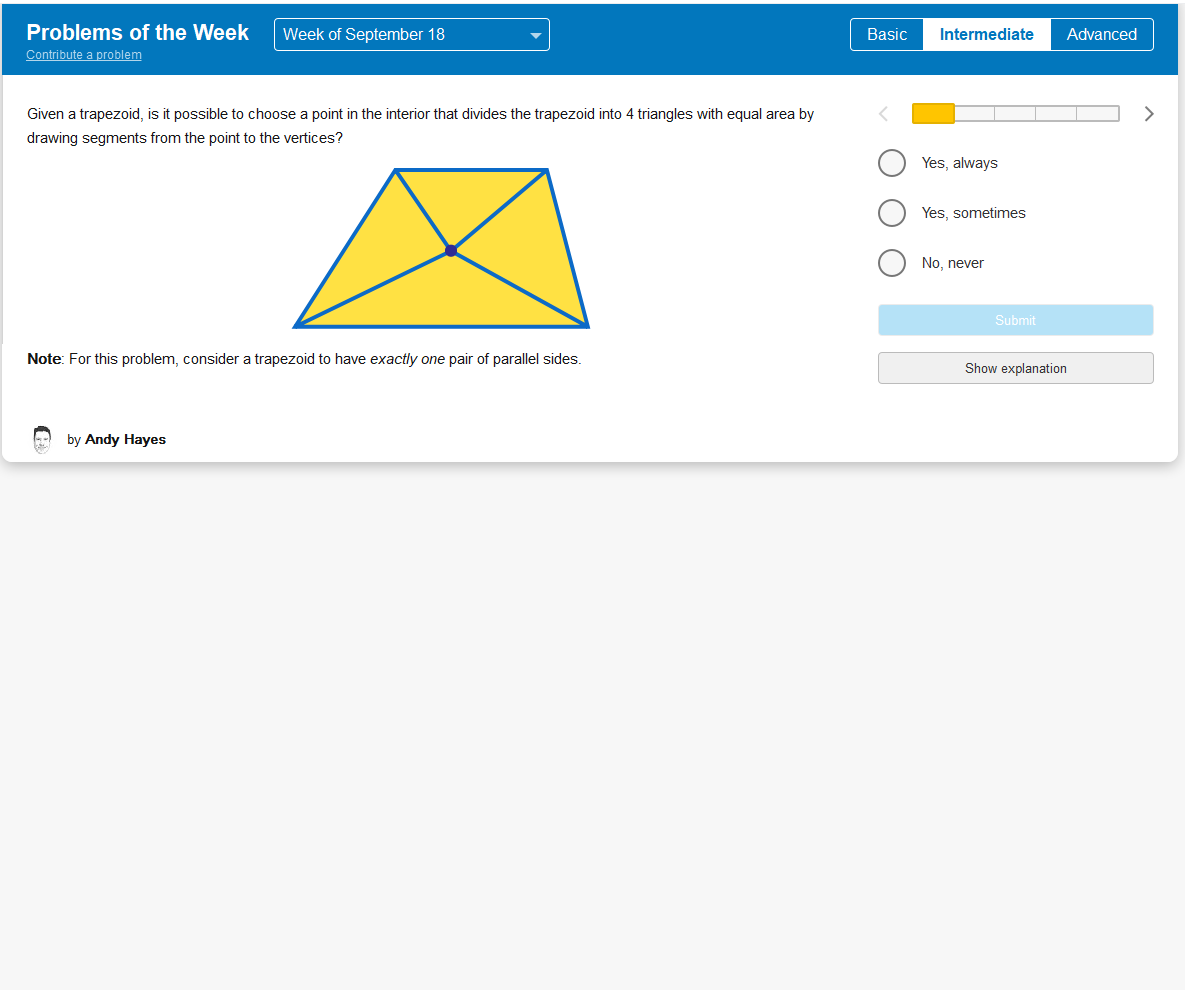 Problems of the Week
Contribute a problem
Week of September 18
Basic
Intermediate
Advanced
Given a trapezoid, is it possible to choose a point in the interior that divides the trapezoid into 4 triangles with equal area by
drawing segments from the point to the vertices?
Note: For this problem, consider a trapezoid to have exactly one pair of parallel sides.
by Andy Hayes
Yes, always
Yes, sometimes
No, never
Submit
Show explanation